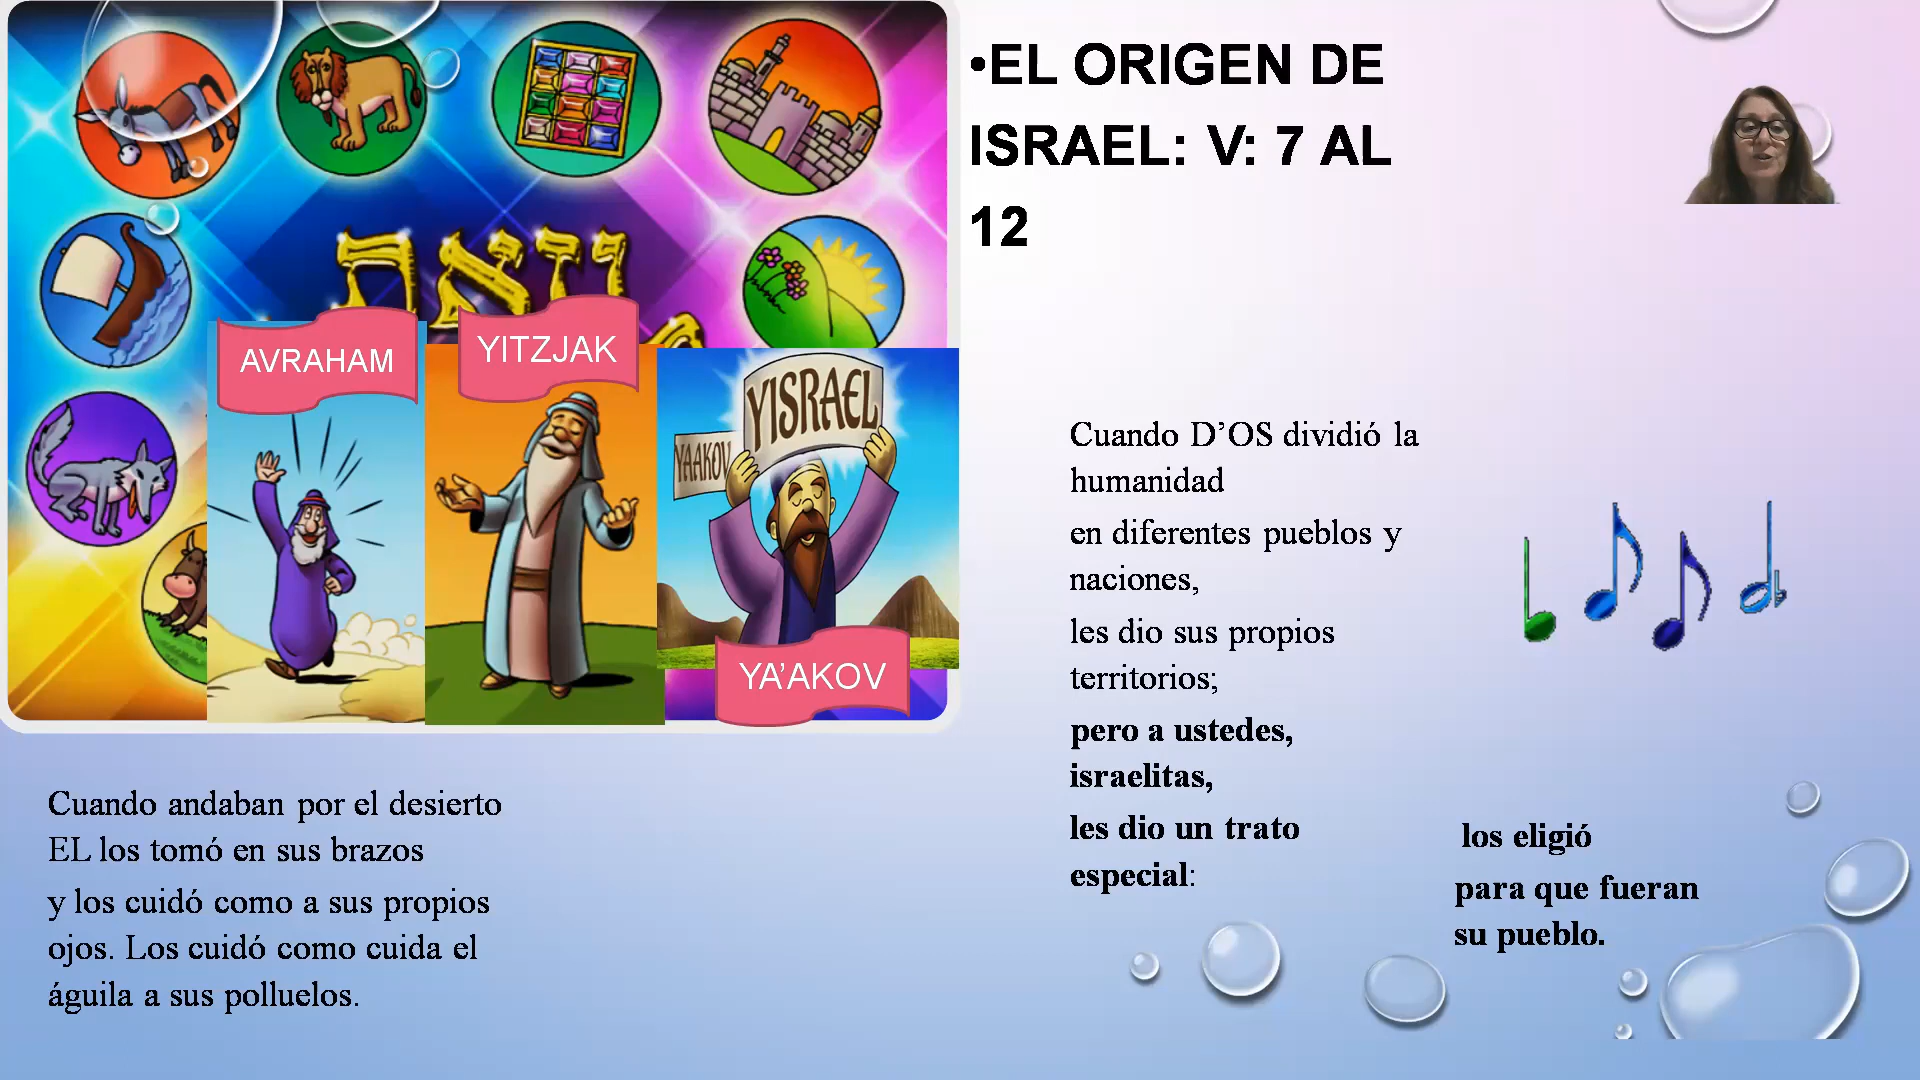 •EL ORIGEN DE
ISRAEL: V: 7 AL
12
וזאת
AVRAHAM
YITZJAK
YAAKOV
YISRAEL
YA’AKOV
Cuando D’OS dividió la
humanidad
en diferentes pueblos y
naciones,
les dio sus propios
territorios;
pero a ustedes,
israelitas,
les dio un trato
especial:
los eligió
para que fueran
su pueblo.
Cuando andaban por el desierto
EL los tomó en sus brazos
y los cuidó como a sus propios
ojos. Los cuidó como cuida el
águila a sus polluelos.